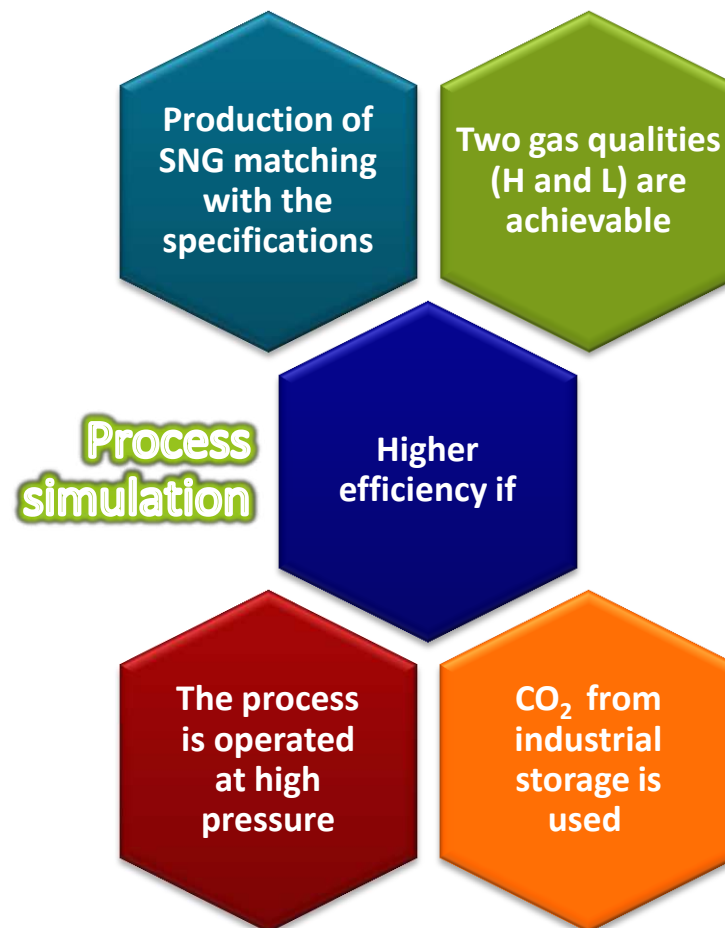 Production of
SNG matching
with the
specifications
Two gas qualities
(H and L) are
achievable
Process
simulation
Higher
efficiency if
The process
is operated
at high
pressure
CO₂ from
industrial
storage is
used